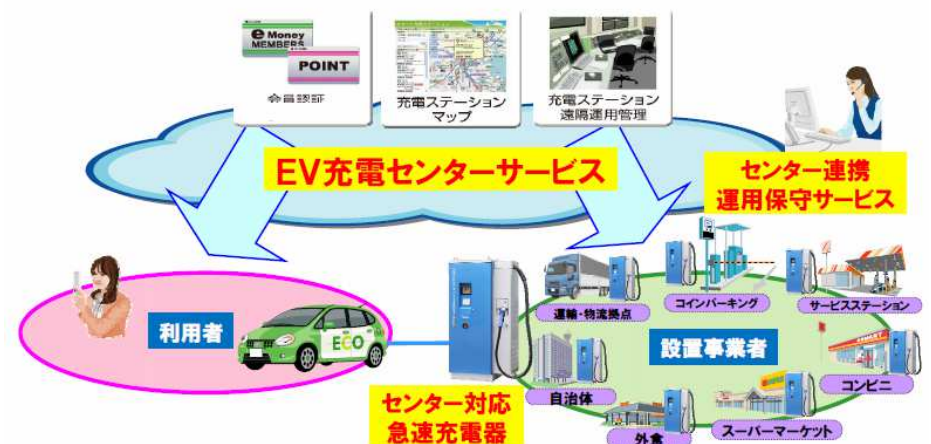 e Money
MEMBERS
POINT
会員認証
充電ステーション
マップ
充電ステーション
遠隔運用管理
EV充電センターサービス
センター連携
運用保守サービス
利用者
ECO
運輸・物流拠点
コインパーキング
サービスステーション
設置事業者
自治体
コンビニ
センター対応
急速充電器
外食
スーパーマーケット